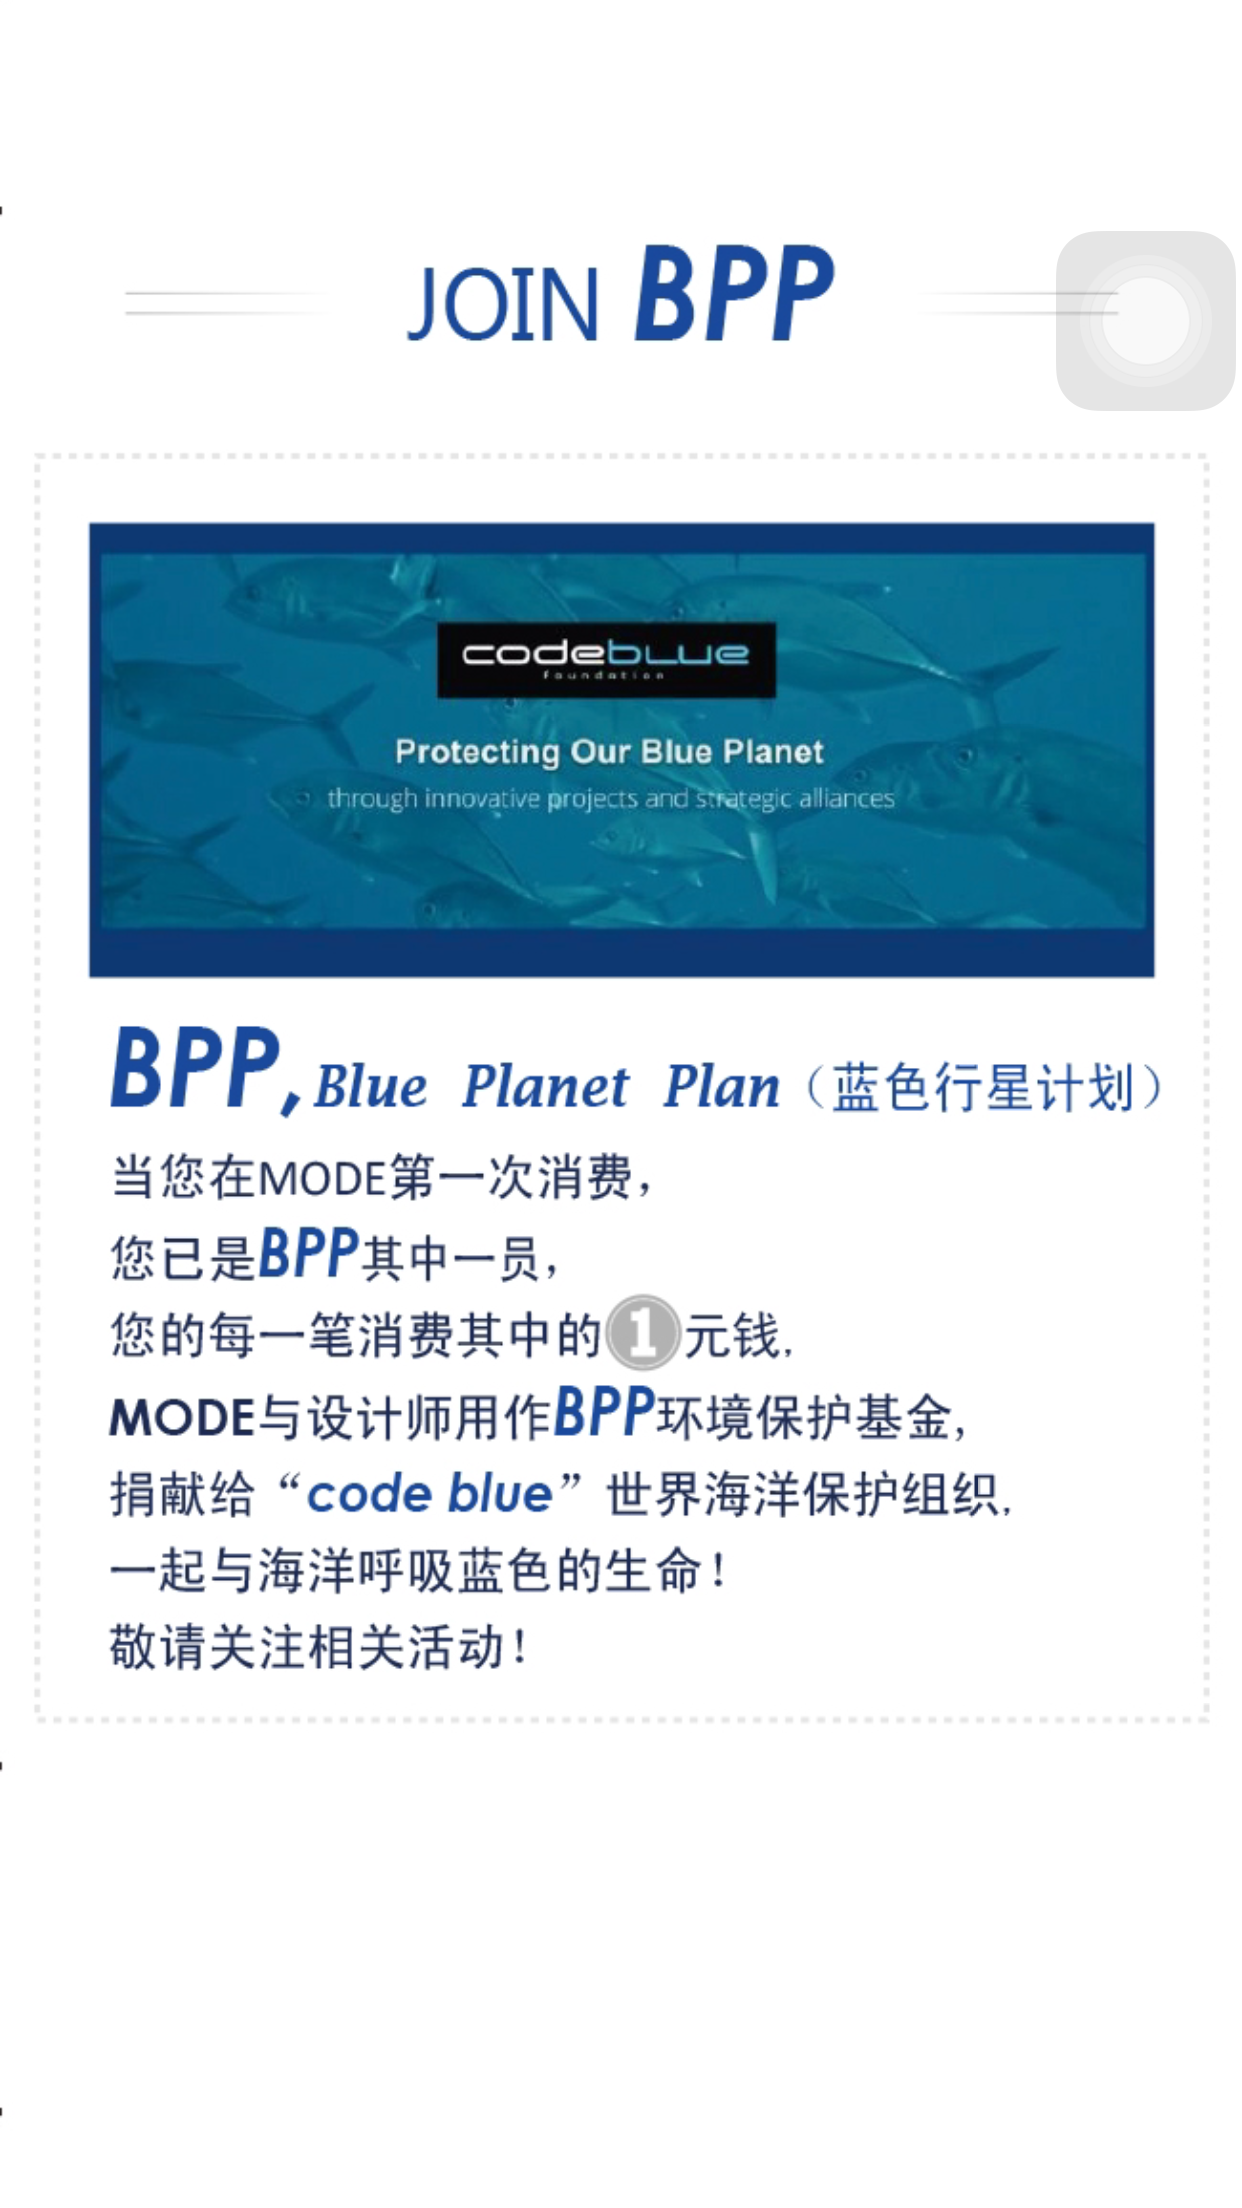 JOIN BPP
codeblue
Foundation
Protecting Our Blue Planet
through innovative projects and strategic alliances
BPP, Blue Planet Plan（蓝色行星计划）
当您在MODE第一次消费，
您已是BPP其中一员，
您的每一笔消费其中的1元钱,
MODE与设计师用作BPP环境保护基金,
捐献给“code blue”世界海洋保护组织,
一起与海洋呼吸蓝色的生命！
敬请关注相关活动！